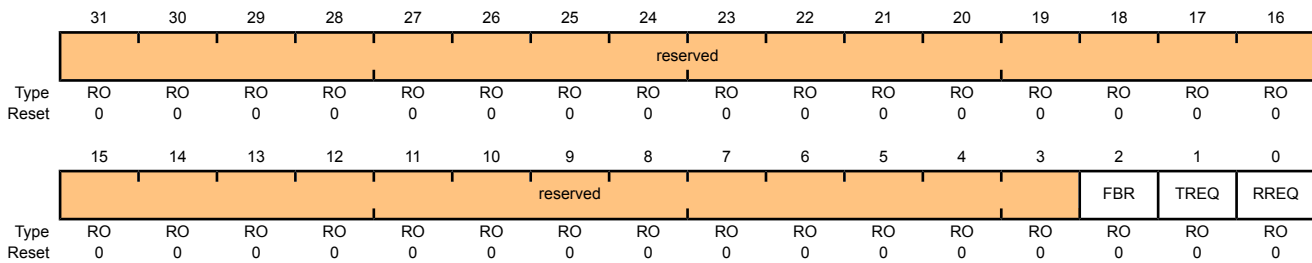 31 30 29 28 27 26 25 24 23 22 21 20 19 18 17 16
reserved
Type RO RO RO RO RO RO RO RO RO RO RO RO RO RO RO RO
Reset 0 0 0 0 0 0 0 0 0 0 0 0 0 0 0 0
15 14 13 12 11 10 9 8 7 6 5 4 3 2 1 0
reserved FBR TREQ RREQ
Type RO RO RO RO RO RO RO RO RO RO RO RO RO RO RO RO
Reset 0 0 0 0 0 0 0 0 0 0 0 0 0 0 0 0